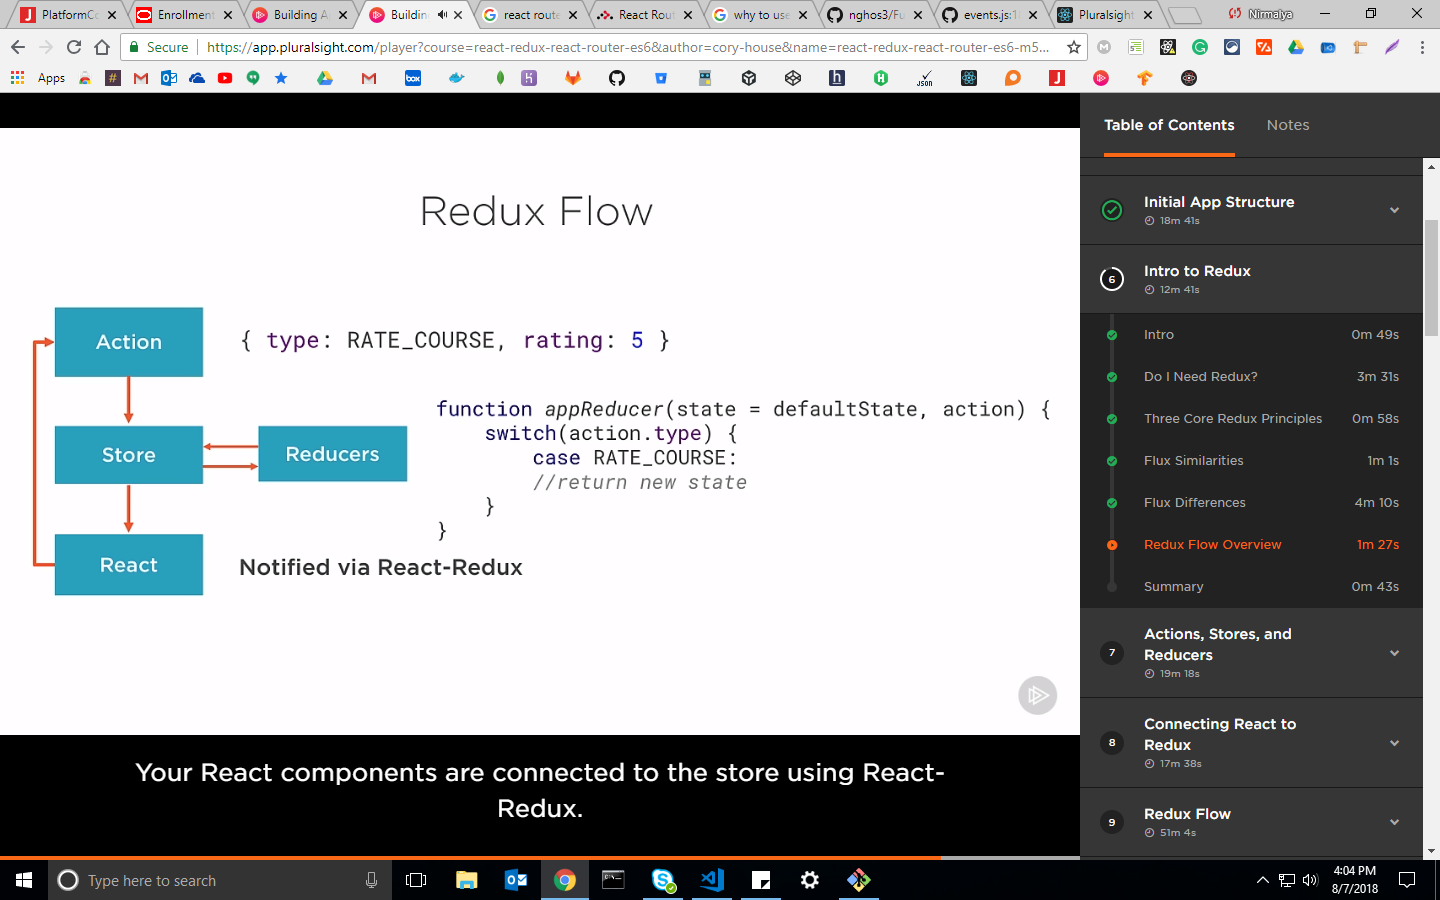 PlatformCo
Enrollment
Building A
Building
react route
React Rout
why to use
nghos3/Fu
events.js:1
Pluralsight
Nirmalya
Secure
https://app.pluralsight.com/player?course=react-redux-react-router-es6&author=cory-house&name=react-redux-react-router-es6-m5...
Apps
Redux Flow
Action
{ type: RATE_COURSE, rating: 5 }
function appReducer(state = defaultState, action) {
switch(action.type) {
case RATE_COURSE:
//return new state
}
}
Store
Reducers
React
Notified via React-Redux
Your React components are connected to the store using React-
Redux.
Table of Contents
Notes
Initial App Structure
18m 41s
6
Intro to Redux
12m 41s
Intro
0m 49s
Do I Need Redux?
3m 31s
Three Core Redux Principles
0m 58s
Flux Similarities
1m 1s
Flux Differences
4m 10s
Redux Flow Overview
1m 27s
Summary
0m 43s
7
Actions, Stores, and
Reducers
19m 18s
8
Connecting React to
Redux
17m 38s
9
Redux Flow
51m 4s
Type here to search
4:04 PM
8/7/2018